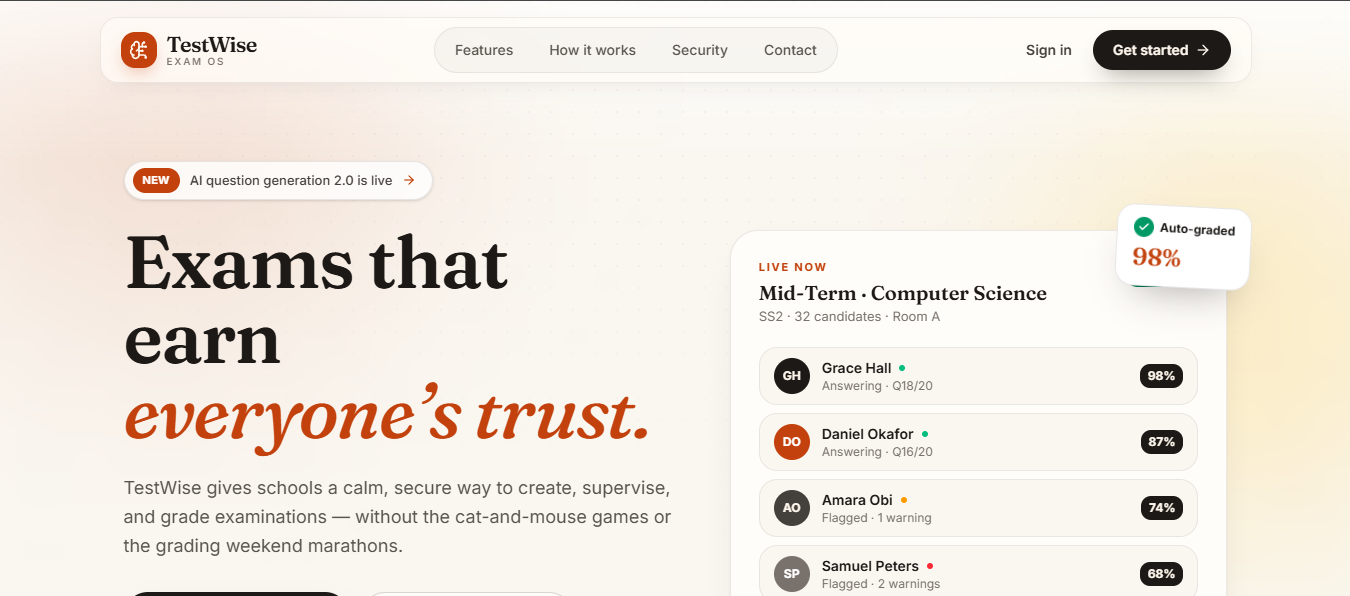 TestWise
EXAM OS
Features
How it works
Security
Contact
Sign in
Get started →
NEW AI question generation 2.0 is live →
Exams that
earn
everyone’s trust.
TestWise gives schools a calm, secure way to create, supervise,
and grade examinations — without the cat-and-mouse games or
the grading weekend marathons.
Auto-graded
98%
LIVE NOW
Mid-Term · Computer Science
SS2 · 32 candidates · Room A
GH
Grace Hall
Answering · Q18/20
98%
DO
Daniel Okafor
Answering · Q16/20
87%
AO
Amara Obi
Flagged · 1 warning
74%
SP
Samuel Peters
Flagged · 2 warnings
68%